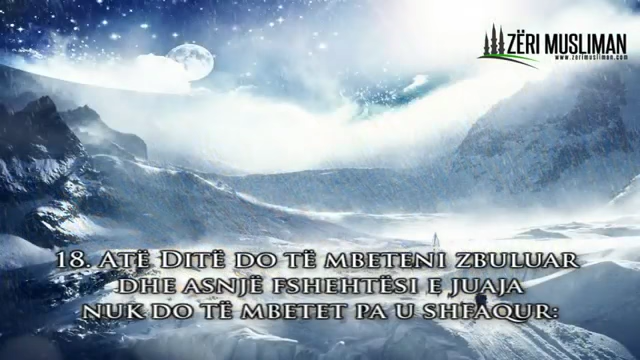 ZËRI MUSLIMAN
www.zerimusliman.com
18. Atë Ditë do të mbeteni zbuluar
dhe asnjë fshehtësi e juaja
nuk do të mbetet pa u shfaqur: